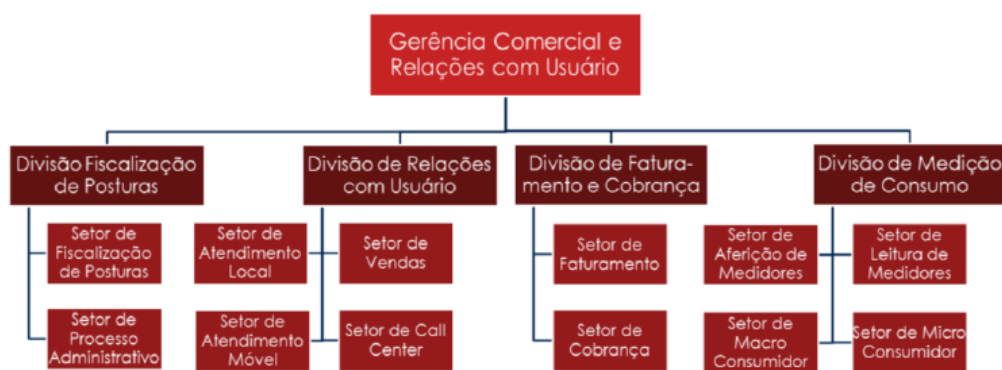 Gerência Comercial e
Relações com Usuário
Divisão Fiscalização
de Posturas
Divisão de Relações
com Usuário
Divisão de Fatura-
mento e Cobrança
Divisão de Medição
de Consumo
Setor de
Fiscalização
de Posturas
Setor de
Atendimento
Local
Setor de
Vendas
Setor de
Faturamento
Setor de
Aferição de
Medidores
Setor de
Leitura de
Medidores
Setor de
Processo
Administrativo
Setor de
Atendimento
Móvel
Setor de Call
Center
Setor de
Cobrança
Setor de
Macro
Consumidor
Setor de Micro
Consumidor